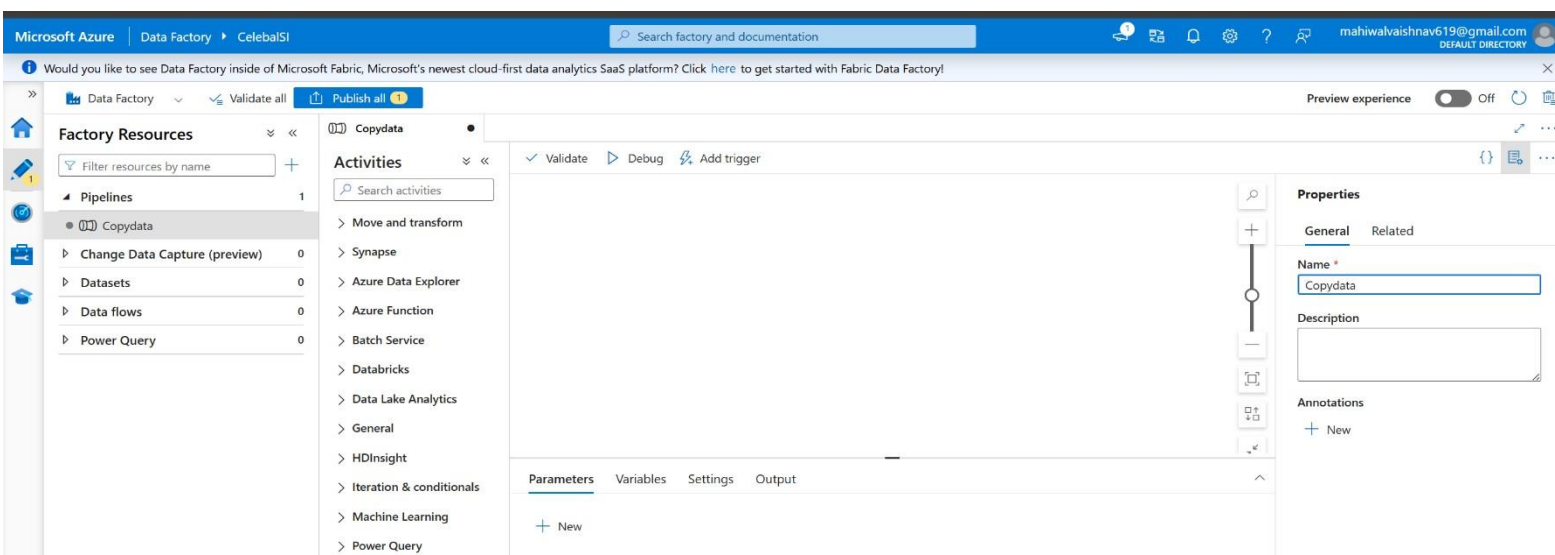 Microsoft Azure | Data Factory ▸ CelebalSI
Search factory and documentation
1
mahiwalvaishnav619@gmail.com
DEFAULT DIRECTORY
Would you like to see Data Factory inside of Microsoft Fabric, Microsoft's newest cloud-first data analytics SaaS platform? Click here to get started with Fabric Data Factory!
Data Factory
Validate all
Publish all 1
Preview experience
Off
1
Factory Resources
Filter resources by name
Pipelines 1
Copydata
Change Data Capture (preview) 0
Datasets 0
Data flows 0
Power Query 0
Copydata
Activities
Search activities
Move and transform
Synapse
Azure Data Explorer
Azure Function
Batch Service
Databricks
Data Lake Analytics
General
HDInsight
Iteration & conditionals
Machine Learning
Power Query
Validate
Debug
Add trigger
Parameters Variables Settings Output
New
Properties
General Related
Name *
Copydata
Description
Annotations
New